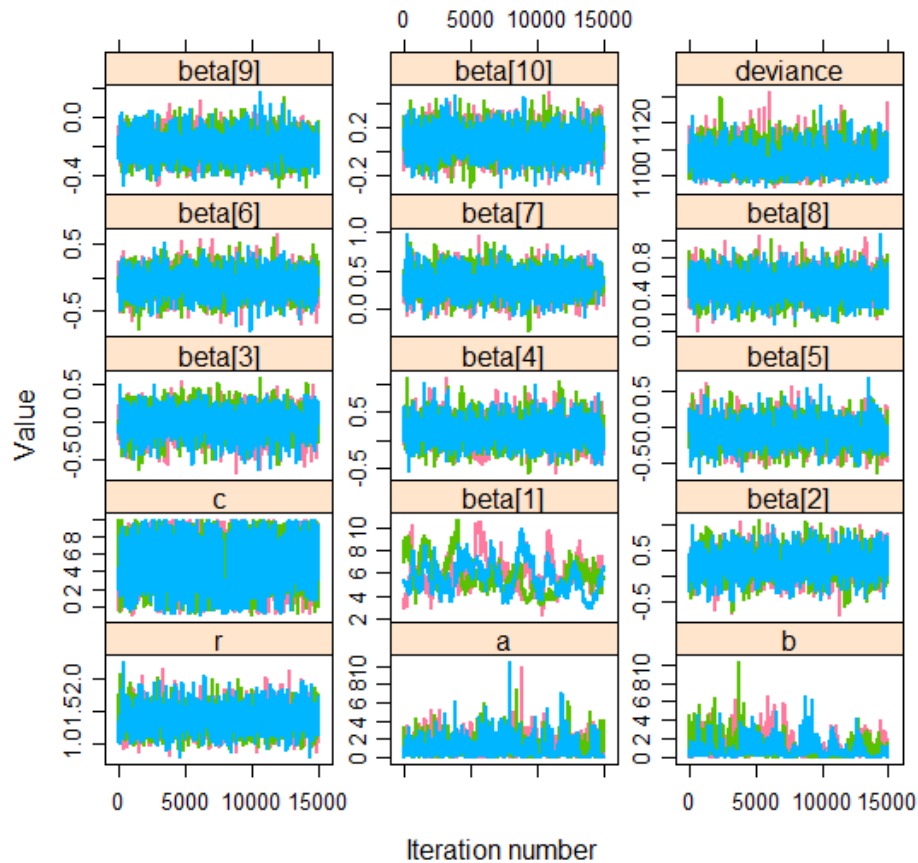 0 5000 10000 15000
beta[9] beta[10] deviance
-0.4 0.0
-0.2 0.2
1100 1120
beta[6] beta[7] beta[8]
-0.5 0.5
0.0 0.5 1.0
0.0 0.4 0.8
beta[3] beta[4] beta[5]
-0.5 0.0 0.5
-0.5 0.5
-0.5 0.0 0.5
c beta[1] beta[2]
0 2 4 6 8
2 4 6 8 10
-0.5 0.5
r a b
1.0 1.5 2.0
0 2 4 6 8 10
0 2 4 6 8 10
0 5000 10000 15000 0 5000 10000 15000
Value
Iteration number